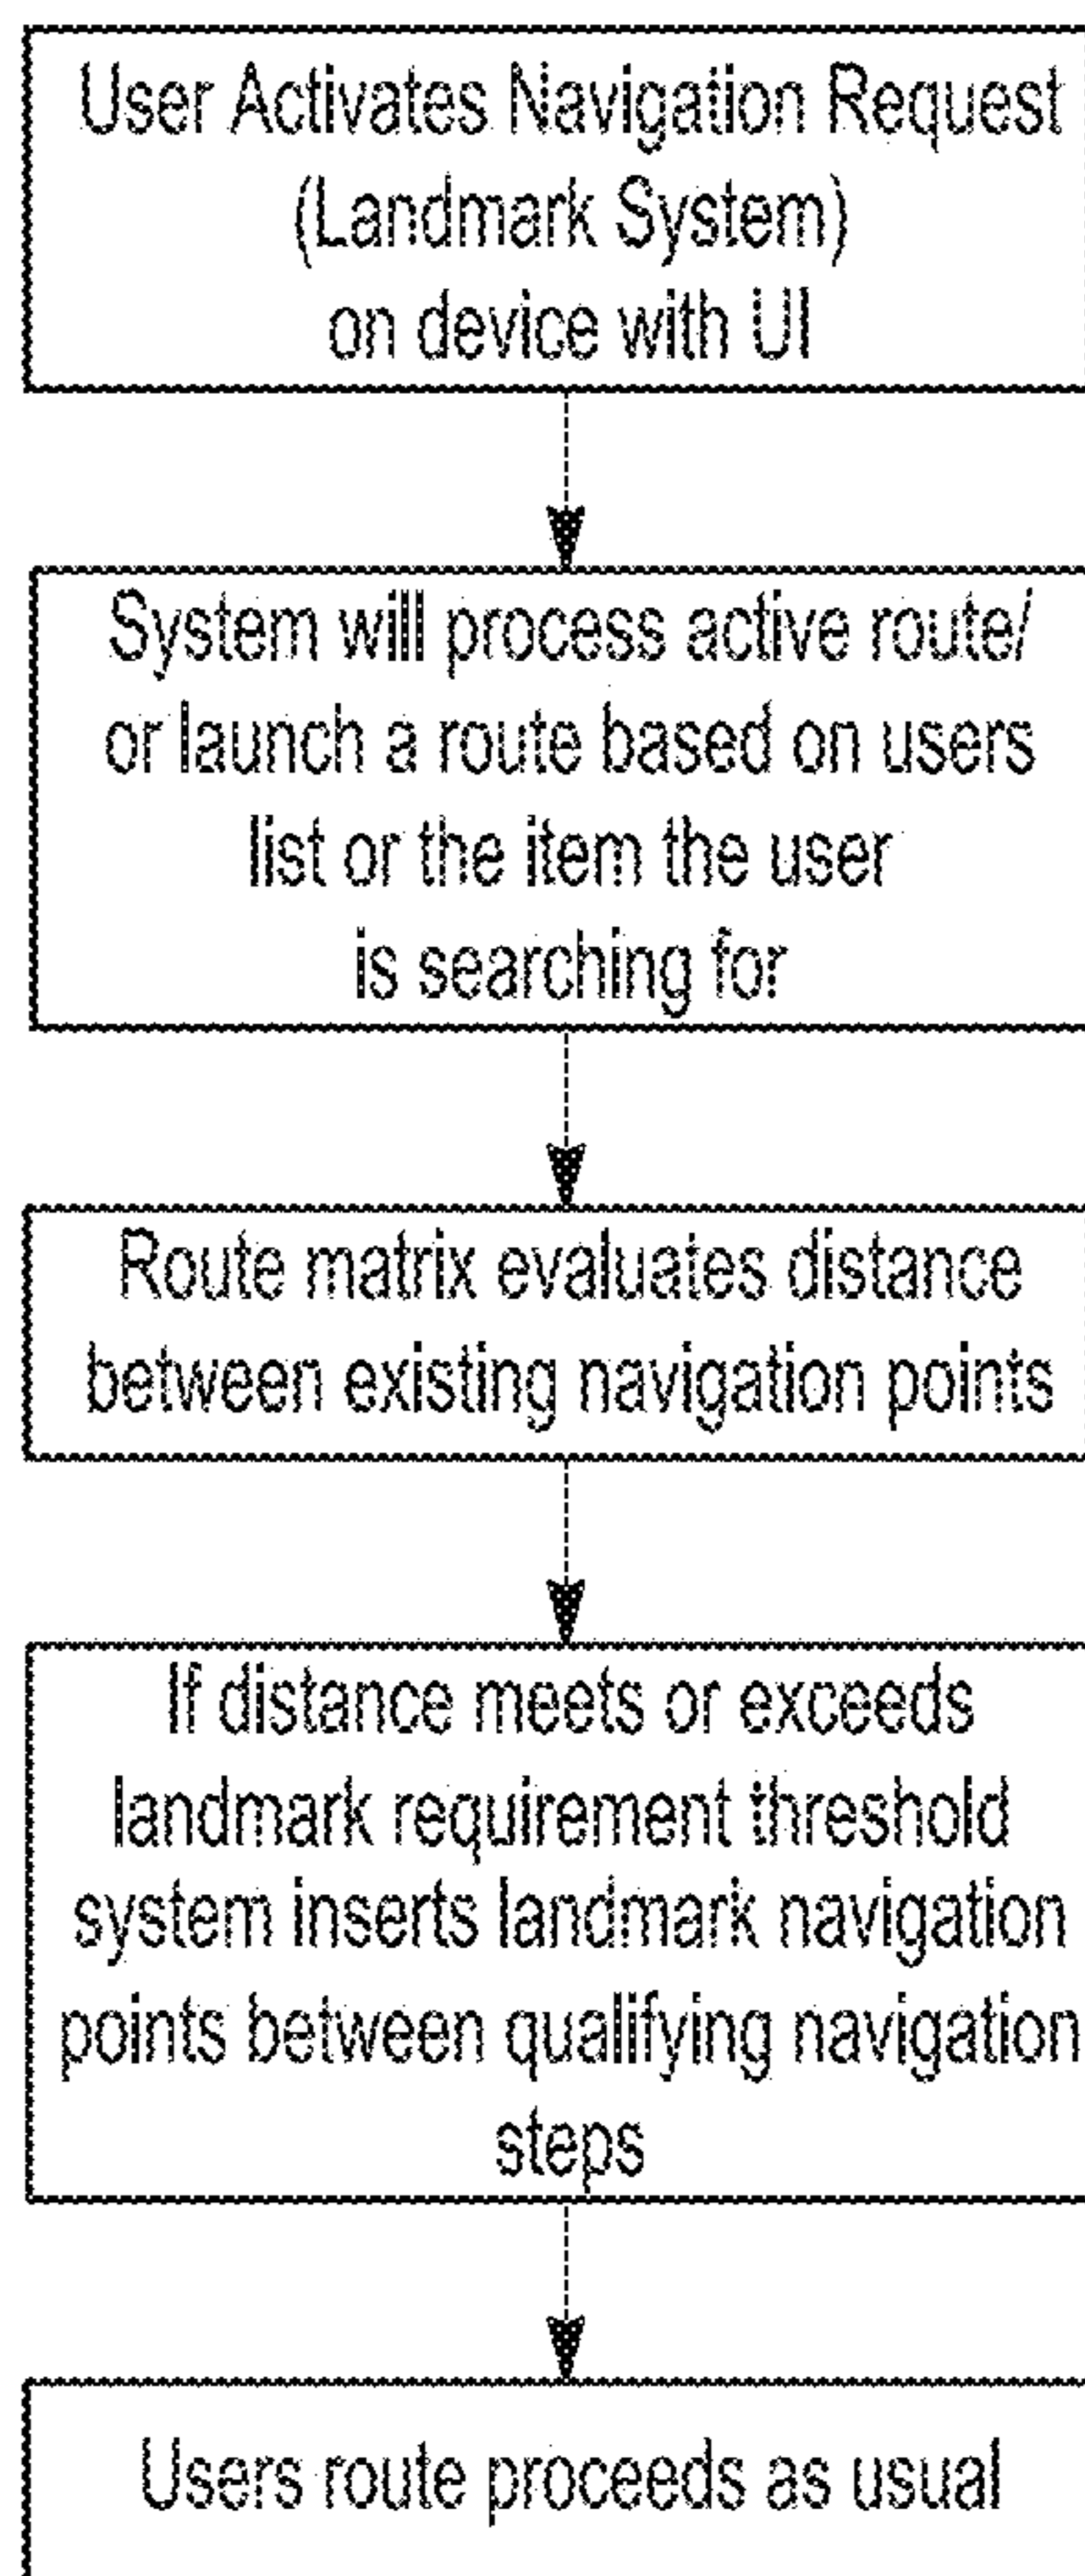 User Activates Navigation Request
(Landmark System)
on device with UI
System will process active route/
or launch a route based on users
list or the item the user
is searching for
Route matrix evaluates distance
between existing navigation points
If distance meets or exceeds
landmark requirement threshold
system inserts landmark navigation
points between qualifying navigation
steps
Users route proceeds as usual